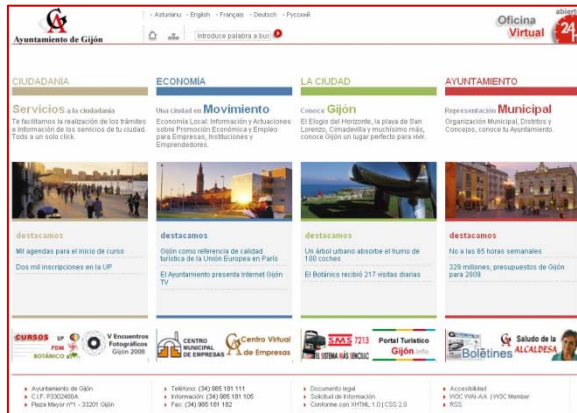 Asturianu English Français Deutsch Русский
Ayuntamiento de Gijón
Introduce palabra a bus
Oficina
Virtual
abierto
24
CIUDADANÍA
Servicios a la ciudadanía
Te facilitamos la realización de los trámites
e información de los servicios de tu ciudad.
Todo a un solo click.
destacamos
Mil agendas para el inicio de curso
Dos mil inscripciones en la UP
ECONOMÍA
Una ciudad en Movimiento
Economía Local: Información y Actuaciones
sobre Promoción Económica y Empleo
para Empresas, Instituciones y
Emprendedores.
destacamos
Gijón como referencia de calidad
turística de la Unión Europea en París
El Ayuntamiento presenta Internet Gijón
TV
LA CIUDAD
Conoce Gijón
El Elogio del Horizonte, la playa de San
Lorenzo, Cimadevilla y muchísimo más,
conoce Gijón un lugar perfecto para vivir.
destacamos
Un árbol urbano absorbe el humo de
100 coches
El Botánico recibió 217 visitas diarias
AYUNTAMIENTO
Representación Municipal
Organización Municipal, Distritos y
Concejos, conoce tu Ayuntamiento.
destacamos
No a las 65 horas semanales
329 millones, presupuestos de Gijón
para 2009
CURSOS UP
FDM
BOTÁNICO
V Encuentros
Fotográficos
Gijón 2008
CENTRO
MUNICIPAL
DE EMPRESAS
Centro Virtual
de Empresas
SMS 7213
EL SISTEMA MÁS SENCILLO
Portal Turístico
Gijón.info
Boletines
Saludo de la
ALCALDESA
Ayuntamiento de Gijón
C.I.F. P3302400A
Plaza Mayor nº1 - 33201 Gijón
Teléfono: (34) 985 181 111
Información: (34) 985 181 105
Fax: (34) 985 181 182
Documento legal
Solicitud de Información
Conforme con XHTML 1.0 | CSS 2.0
Accesibilidad
W3C WAI-AA | W3C Member
RSS